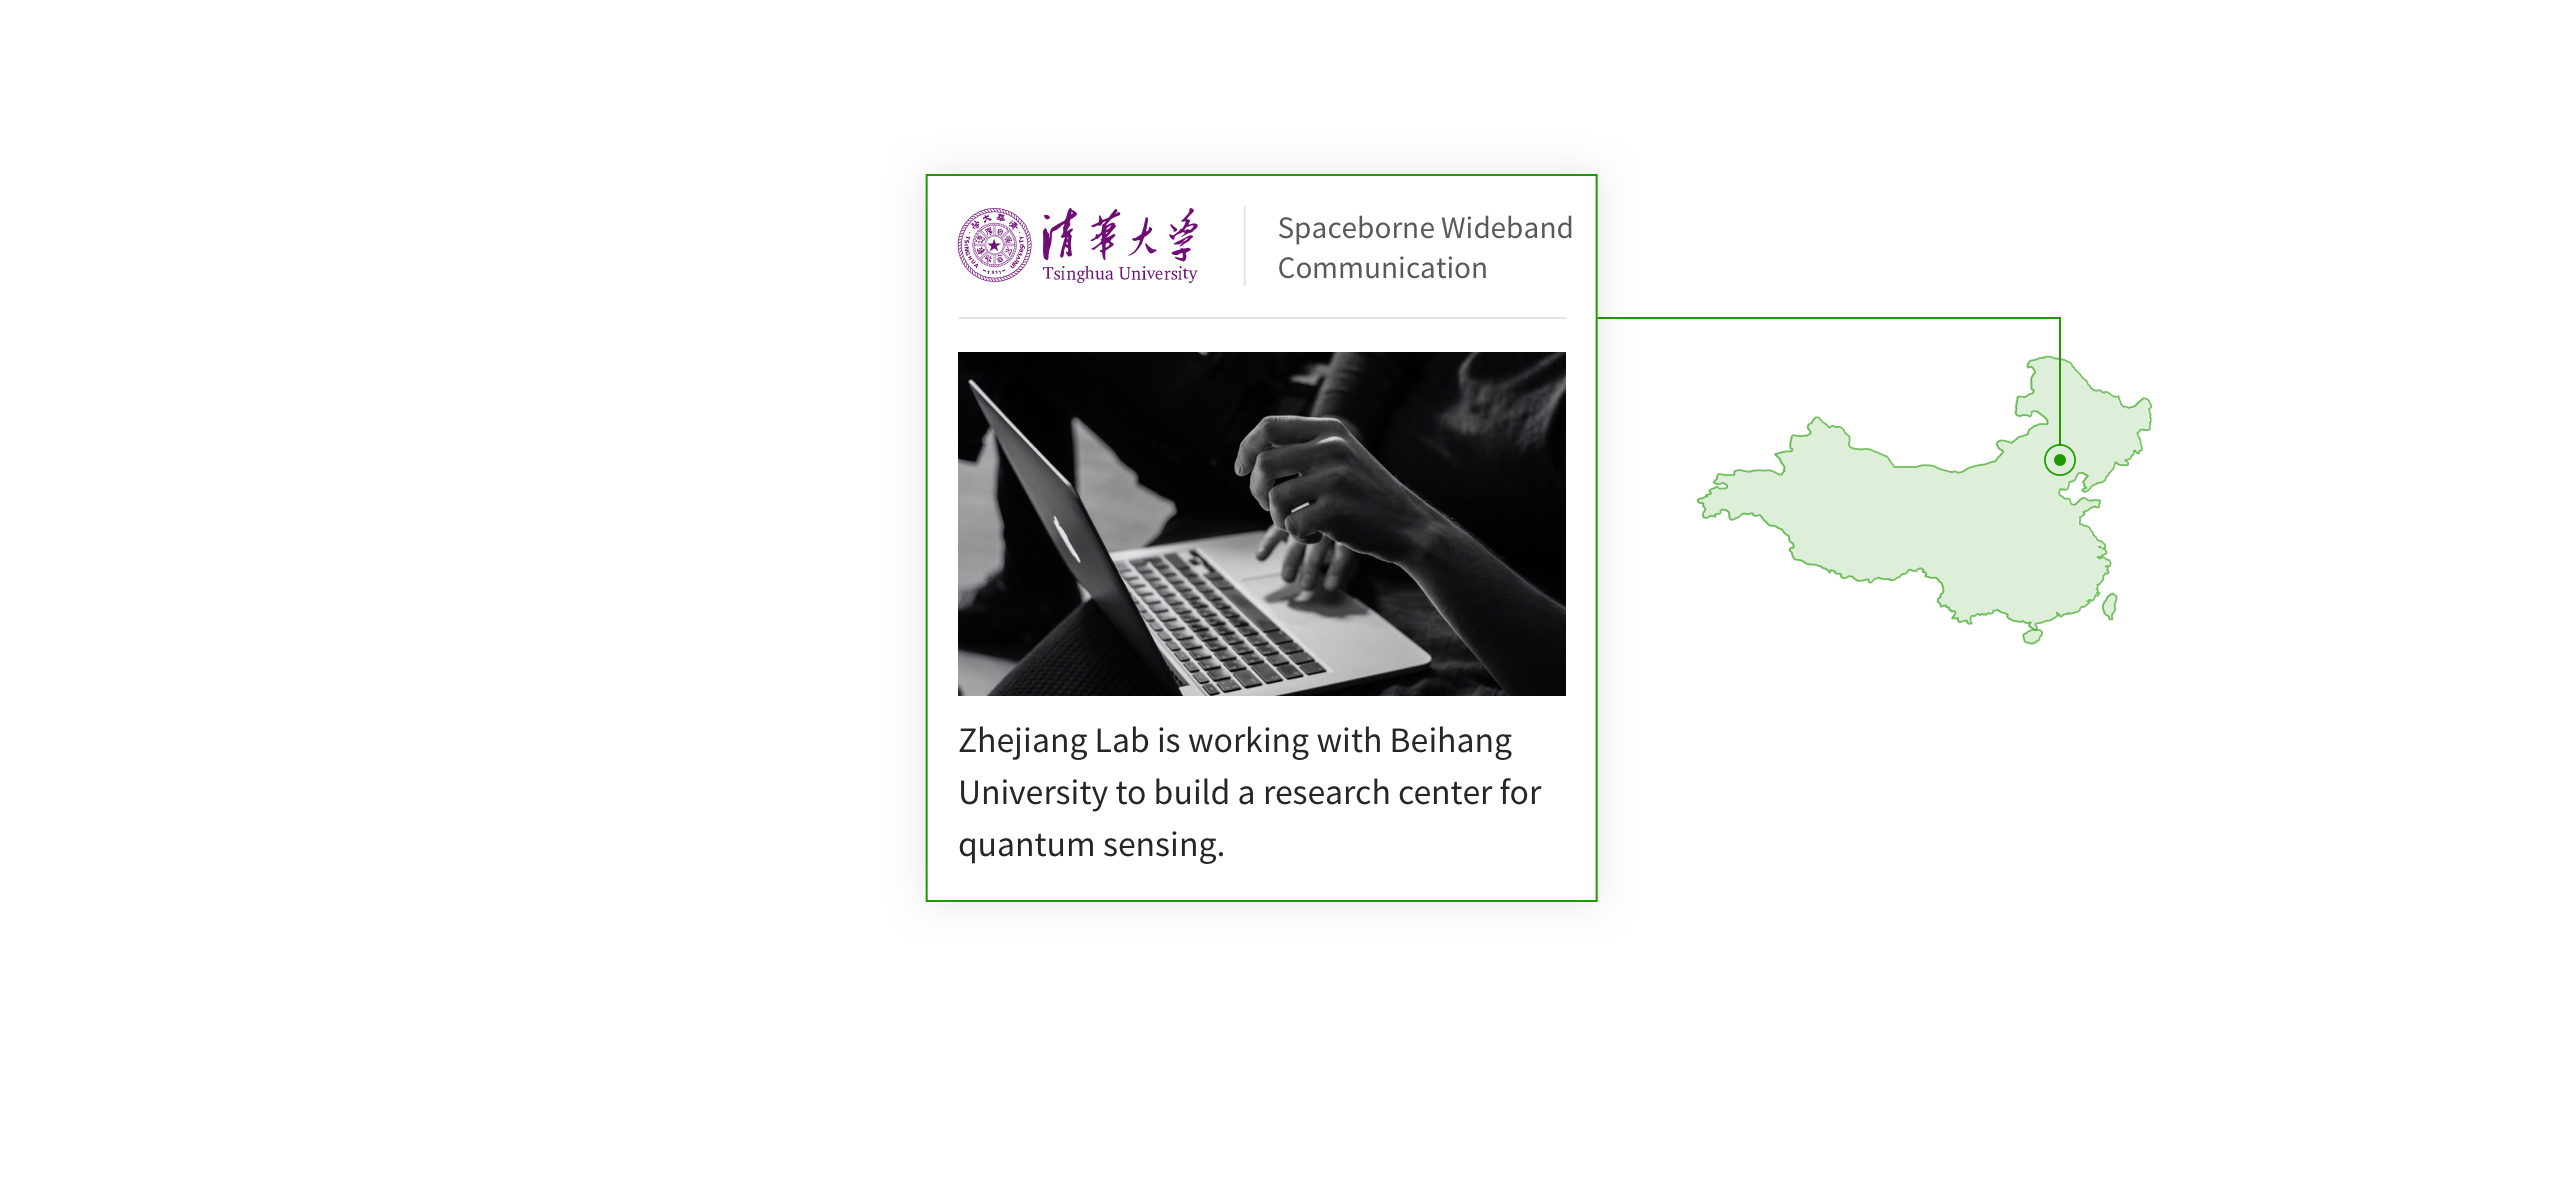 清華大学
Tsinghua University
Spaceborne Wideband
Communication
Zhejiang Lab is working with Beihang
University to build a research center for
quantum sensing.